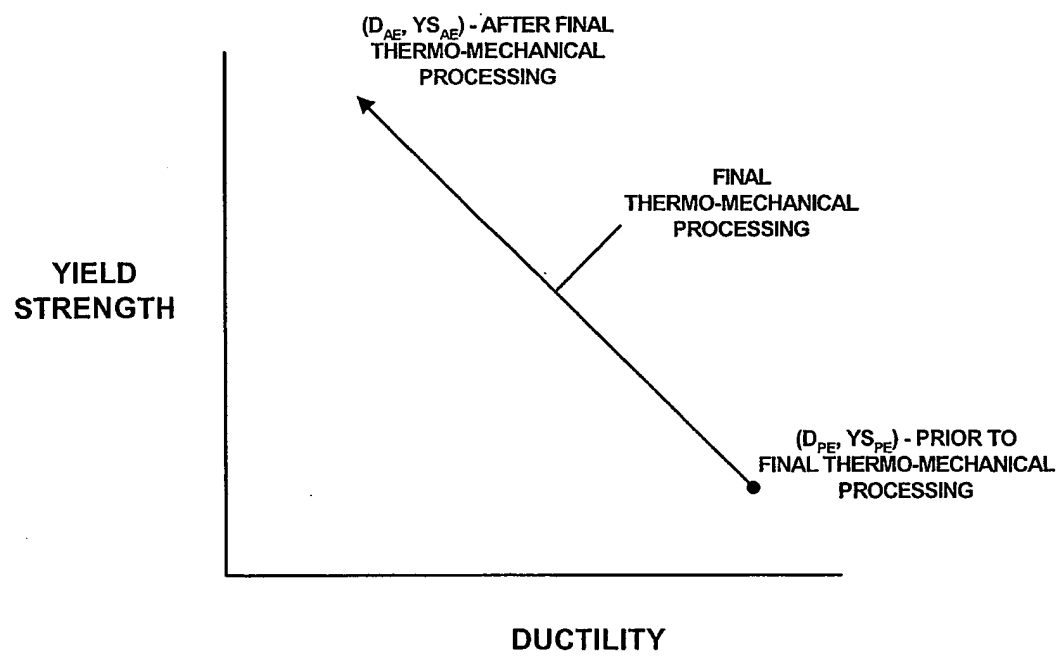 (D_AE, YS_AE) - AFTER FINAL
THERMO-MECHANICAL
PROCESSING
FINAL
THERMO-MECHANICAL
PROCESSING
YIELD
STRENGTH
(D_PE, YS_PE) - PRIOR TO
FINAL THERMO-MECHANICAL
PROCESSING
DUCTILITY